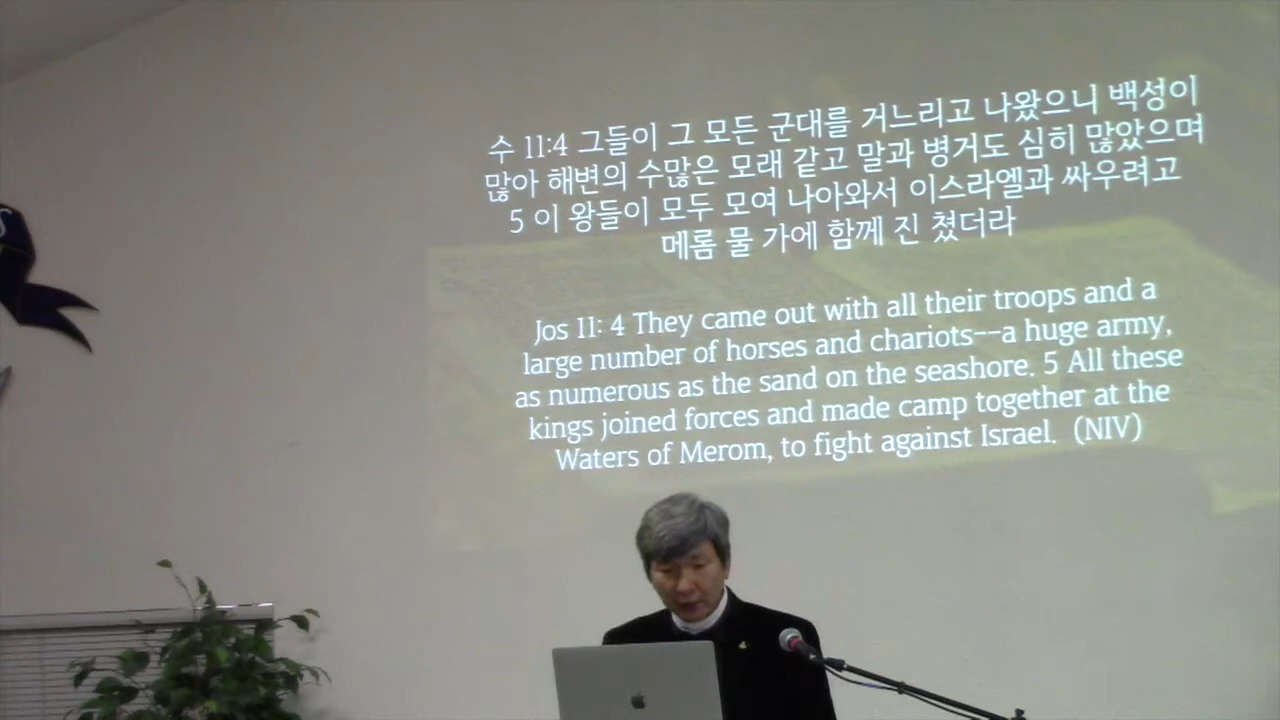 수 11:4 그들이 그 모든 군대를 거느리고 나왔으니 백성이
많아 해변의 수많은 모래 같고 말과 병거도 심히 많았으며
5 이 왕들이 모두 모여 나아와서 이스라엘과 싸우려고
메롬 물 가에 함께 진 쳤더라
Jos 11: 4 They came out with all their troops and a
large number of horses and chariots--a huge army,
as numerous as the sand on the seashore. 5 All these
kings joined forces and made camp together at the
Waters of Merom, to fight against Israel. (NIV)